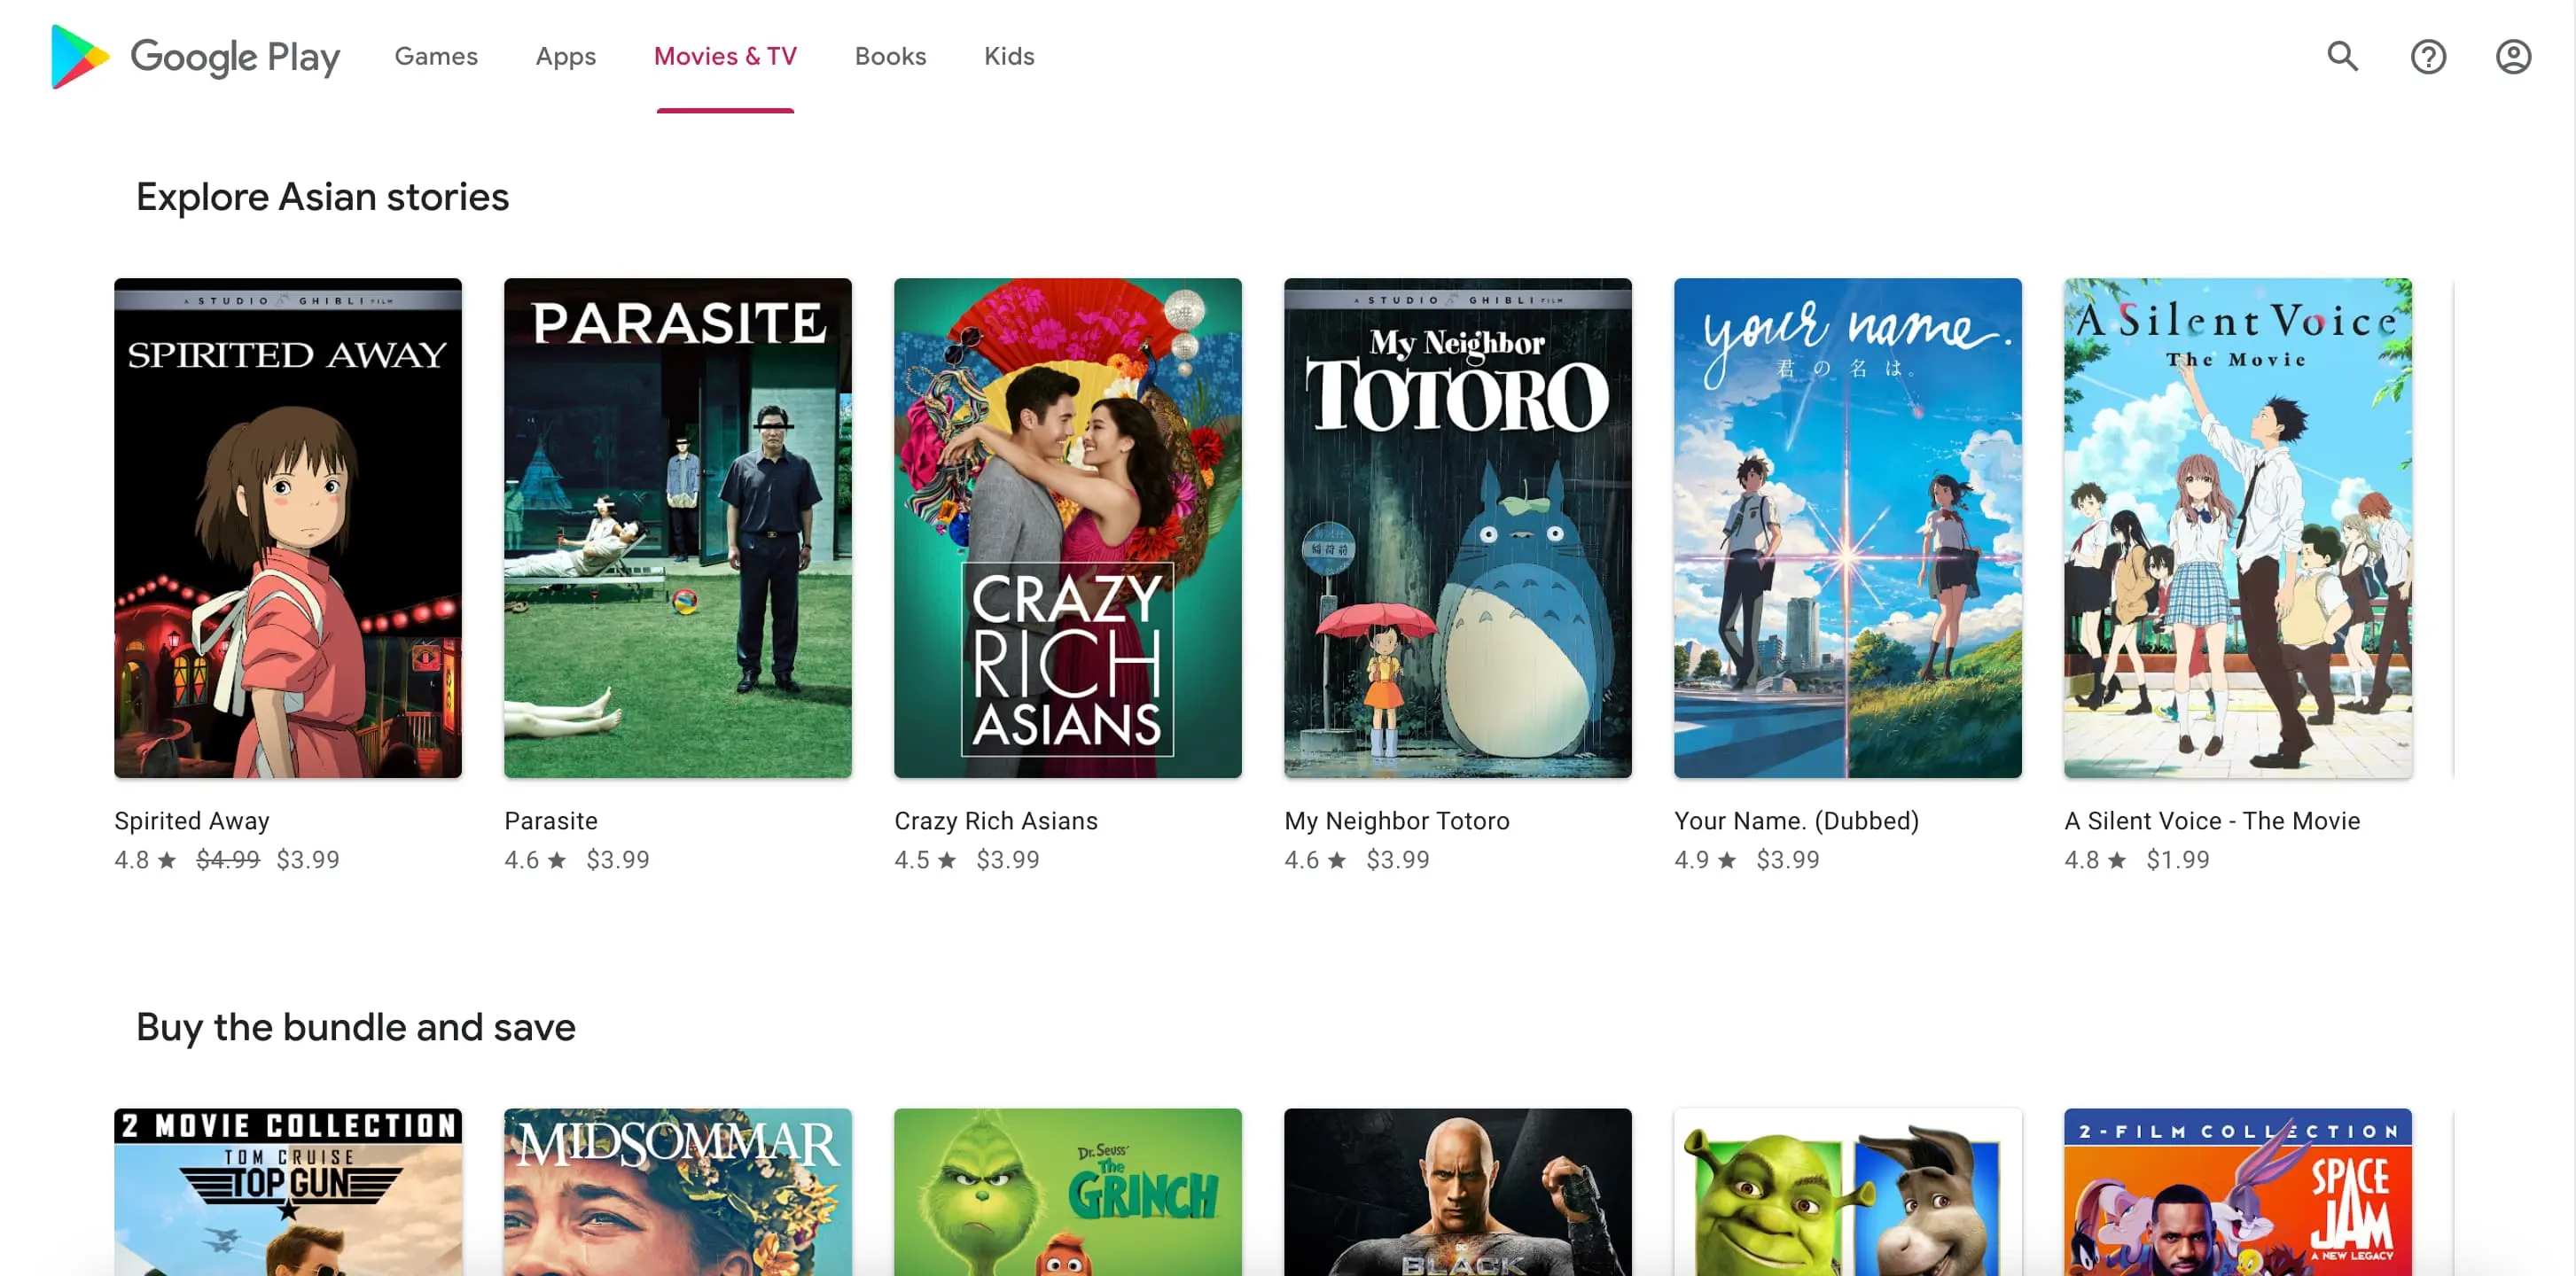 Google Play Games Apps Movies & TV Books Kids
Explore Asian stories
A STUDIO GHIBLI FILM
SPIRITED AWAY
PARASITE
CRAZY
RICH
ASIANS
A STUDIO GHIBLI FILM
My Neighbor
TOTORO
稲荷前
your name.
君の名は。
A Silent Voice
The Movie
Spirited Away
4.8 ★ $4.99 $3.99
Parasite
4.6 ★ $3.99
Crazy Rich Asians
4.5 ★ $3.99
My Neighbor Totoro
4.6 ★ $3.99
Your Name. (Dubbed)
4.9 ★ $3.99
A Silent Voice - The Movie
4.8 ★ $1.99
Buy the bundle and save
2 MOVIE COLLECTION
TOM CRUISE
TOP GUN
MIDSOMMAR
Dr. Seuss'
The
GRINCH
DC
BLACK
2-FILM COLLECTION
SPACE
JAM
A NEW LEGACY